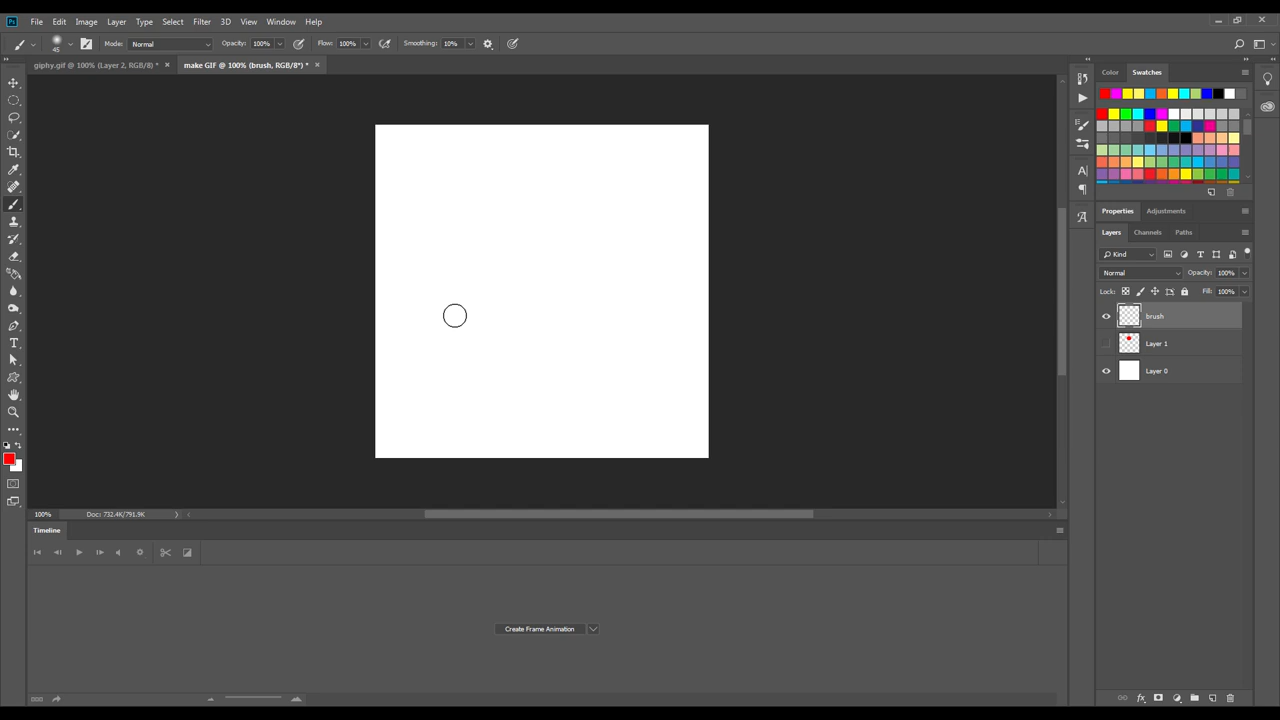 Ps File Edit Image Layer Type Select Filter 3D View Window Help
45 Mode: Normal Opacity: 100% Flow: 100% Smoothing: 10%
giphy.gif @ 100% (Layer 2, RGB/8) * × make GIF @ 100% (brush, RGB/8*) * ×
Color Swatches
Properties Adjustments
Layers Channels Paths
Kind
Normal Opacity: 100%
Lock: Fill: 100%
brush
Layer 1
Layer 0
100% Doc: 732.4K/791.9K
Timeline
Create Frame Animation